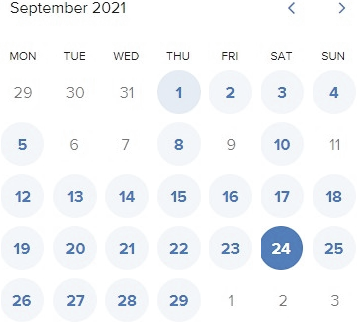 September 2021
MON TUE WED THU FRI SAT SUN
29 30 31 1 2 3 4
5 6 7 8 9 10 11
12 13 14 15 16 17 18
19 20 21 22 23 24 25
26 27 28 29 1 2 3